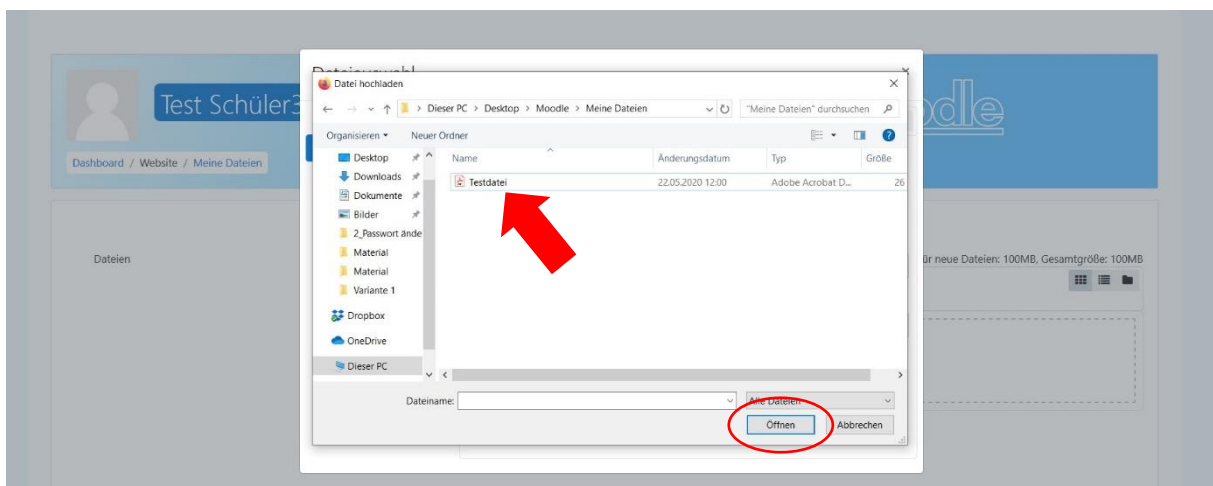 Test Schüler3
Dashboard / Website / Meine Dateien
Datei hochladen
Dieser PC > Desktop > Moodle > Meine Dateien
"Meine Dateien" durchsuchen
Organisieren
Neuer Ordner
Name
Änderungsdatum
Typ
Größe
Testdatei
22.05.2020 12:00
Adobe Acrobat D...
26
Desktop
Downloads
Dokumente
Bilder
2_Passwort ände
Material
Material
Variante 1
Dropbox
OneDrive
Dieser PC
Dateien
ür neue Dateien: 100MB, Gesamtgröße: 100MB
Dateiname:
Alle Dateien
Öffnen
Abbrechen